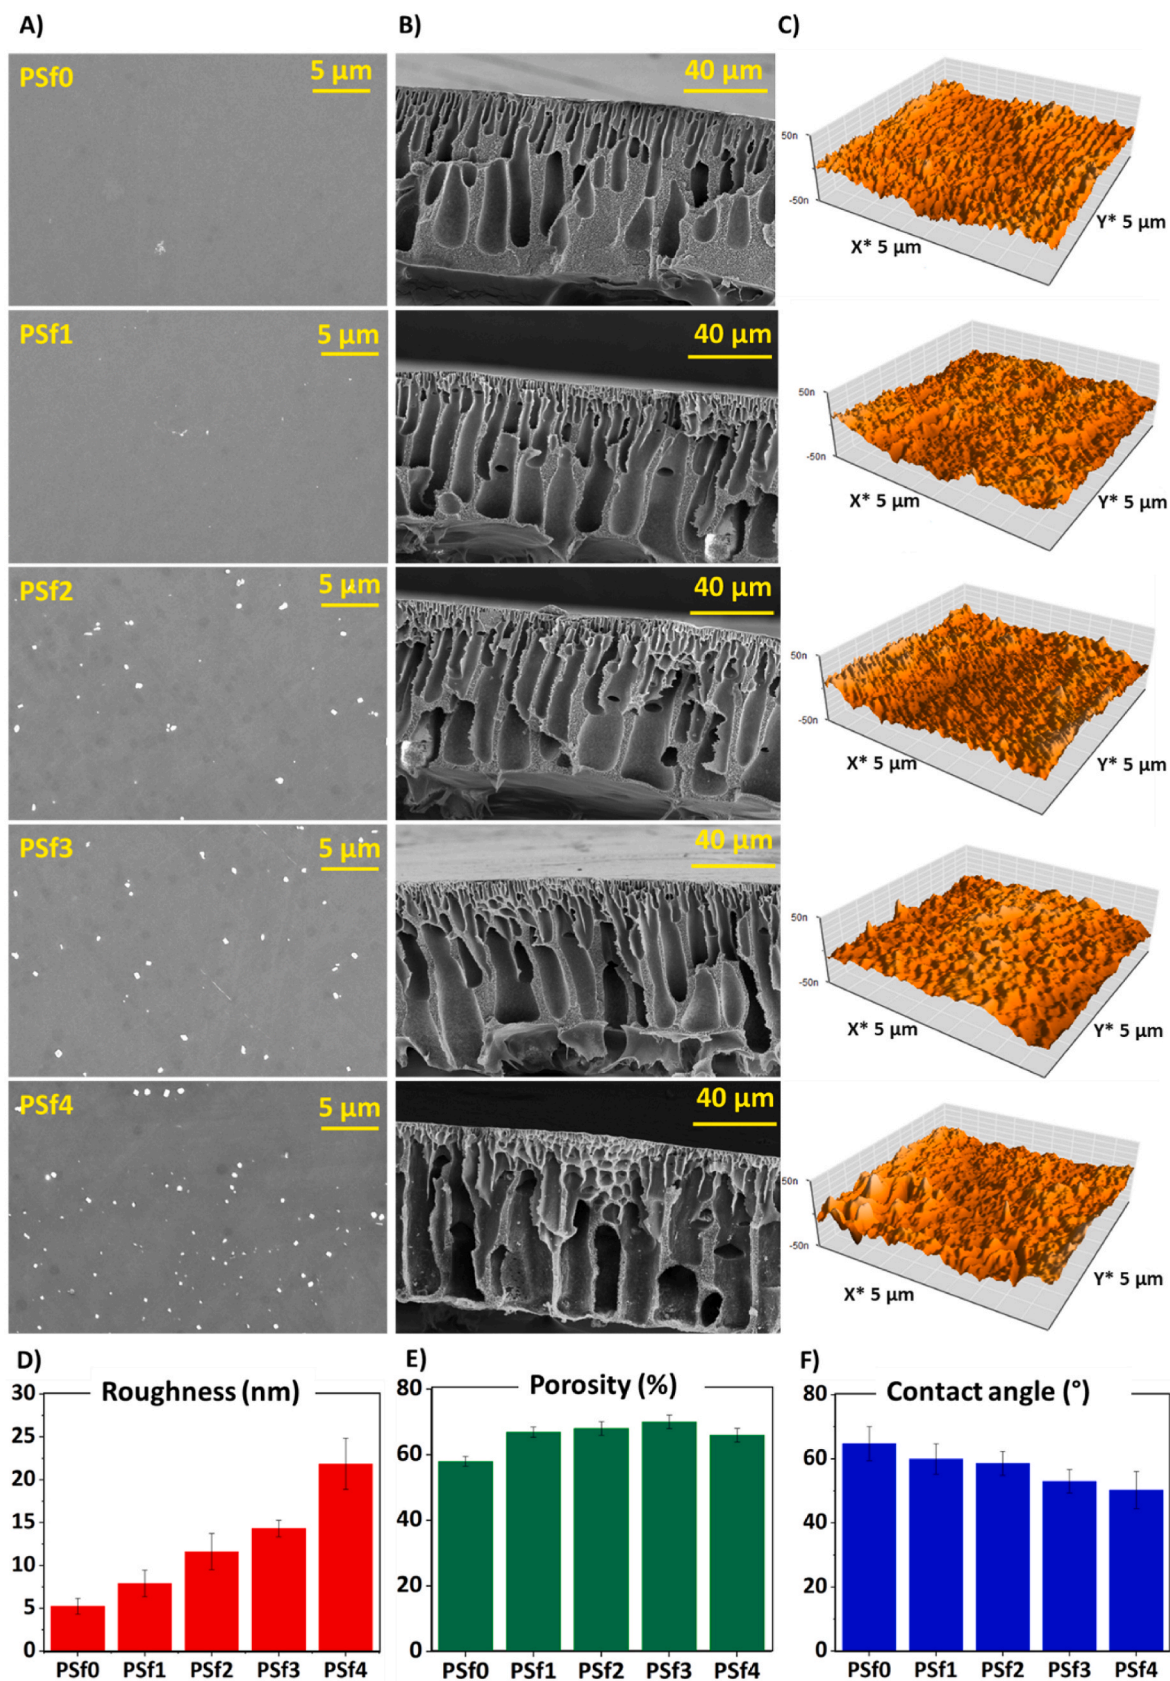 A)
B)
C)
PSf0
5 µm
40 µm
50n
-50n
X* 5 µm
Y* 5 µm
PSf1
5 µm
40 µm
50n
-50n
X* 5 µm
Y* 5 µm
PSf2
5 µm
40 µm
50n
-50n
X* 5 µm
Y* 5 µm
PSf3
5 µm
40 µm
50n
-50n
X* 5 µm
Y* 5 µm
PSf4
5 µm
40 µm
50n
-50n
X* 5 µm
Y* 5 µm
D)
Roughness (nm)
30
25
20
15
10
5
0
PSf0 PSf1 PSf2 PSf3 PSf4
E)
Porosity (%)
80
60
40
20
0
PSf0 PSf1 PSf2 PSf3 PSf4
F)
Contact angle (°)
80
60
40
20
0
PSf0 PSf1 PSf2 PSf3 PSf4